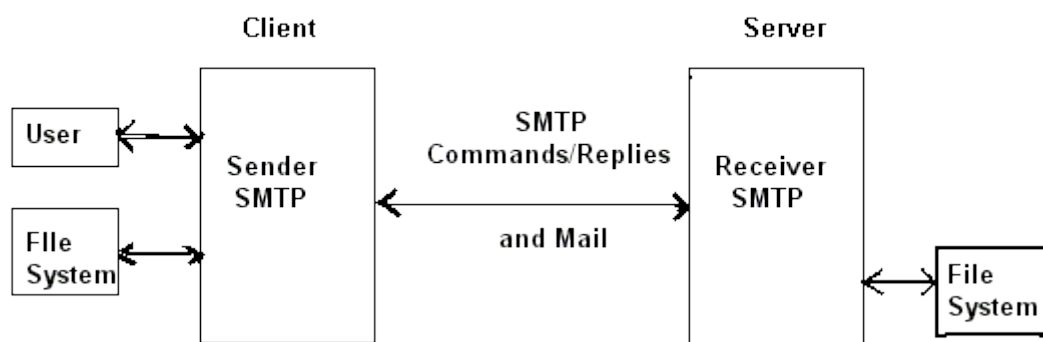 Client
Server
User
Sender
SMTP
FIle
System
SMTP
Commands/Replies
and Mail
Receiver
SMTP
File
System